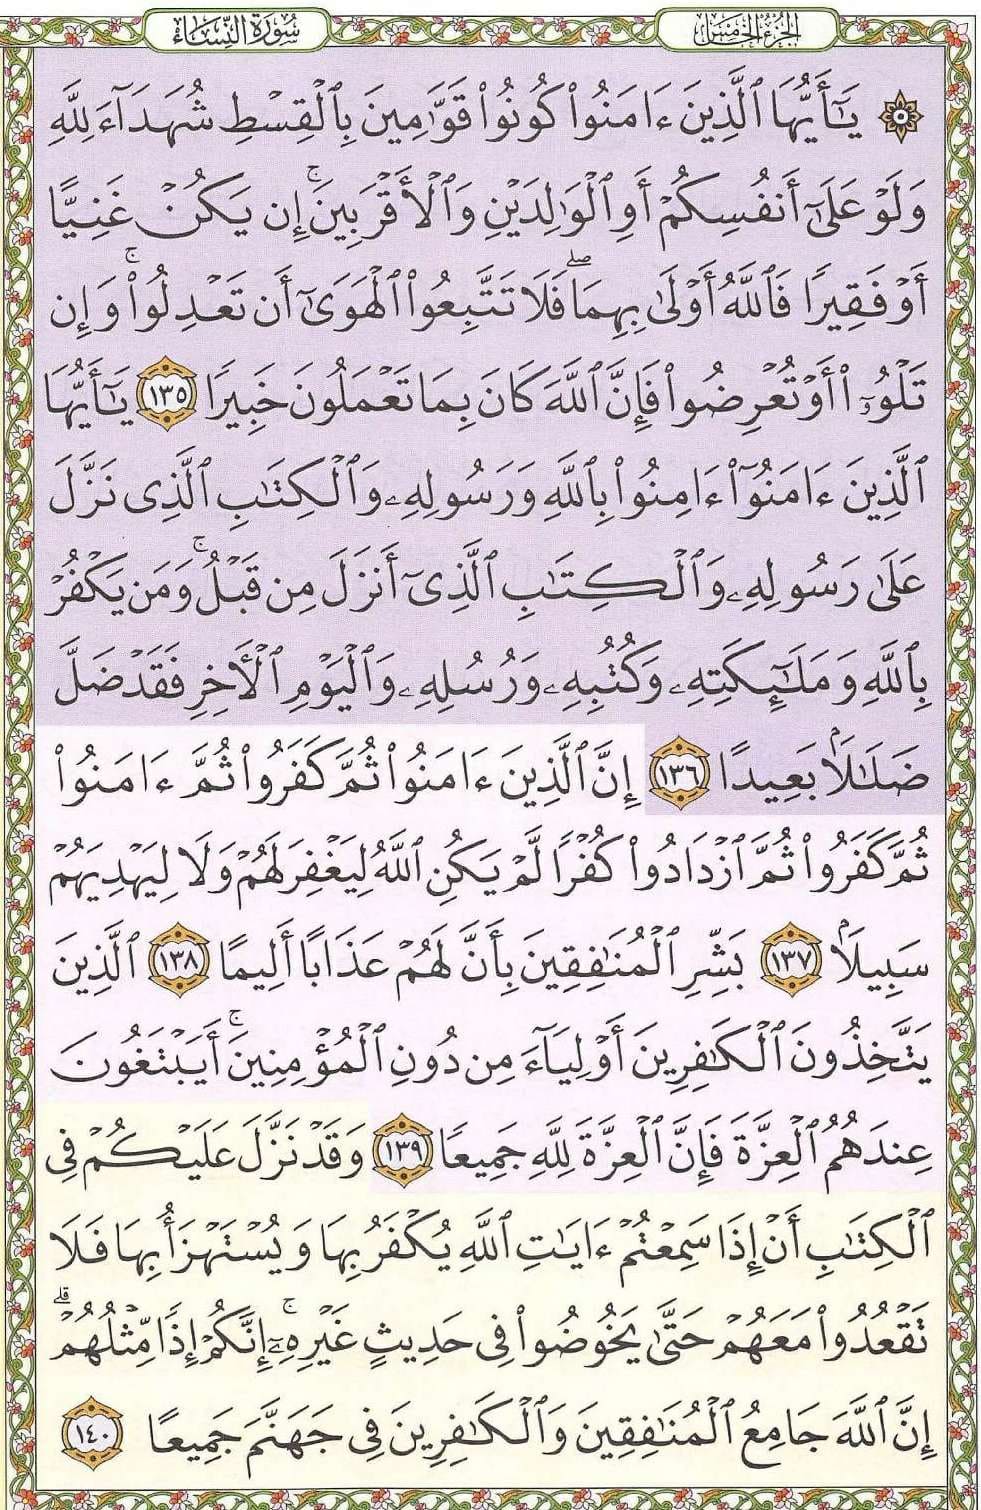 الجزء الخامس
سورة النساء
۞ يَٰٓأَيُّهَا ٱلَّذِينَ ءَامَنُوا۟ كُونُوا۟ قَوَّٰمِينَ بِٱلْقِسْطِ شُهَدَآءَ لِلَّهِ
وَلَوْ عَلَىٰٓ أَنفُسِكُمْ أَوِ ٱلْوَٰلِدَيْنِ وَٱلْأَقْرَبِينَ ۚ إِن يَكُنْ غَنِيًّا
أَوْ فَقِيرًا فَٱللَّهُ أَوْلَىٰ بِهِمَا ۖ فَلَا تَتَّبِعُوا۟ ٱلْهَوَىٰٓ أَن تَعْدِلُوا۟ ۚ وَإِن
تَلْوُۥٓا۟ أَوْ تُعْرِضُوا۟ فَإِنَّ ٱللَّهَ كَانَ بِمَا تَعْمَلُونَ خَبِيرًا ١٣٥ يَٰٓأَيُّهَا
ٱلَّذِينَ ءَامَنُوٓا۟ ءَامِنُوا۟ بِٱللَّهِ وَرَسُولِهِۦ وَٱلْكِتَٰبِ ٱلَّذِى نَزَّلَ
عَلَىٰ رَسُولِهِۦ وَٱلْكِتَٰبِ ٱلَّذِىٓ أَنزَلَ مِن قَبْلُ ۚ وَمَن يَكْفُرْ
بِٱللَّهِ وَمَلَٰٓئِكَتِهِۦ وَكُتُبِهِۦ وَرُسُلِهِۦ وَٱلْيَوْمِ ٱلْأَخِرِ فَقَدْ ضَلَّ
ضَلَٰلًۢا بَعِيدًا ١٣٦ إِنَّ ٱلَّذِينَ ءَامَنُوا۟ ثُمَّ كَفَرُوا۟ ثُمَّ ءَامَنُوا۟
ثُمَّ كَفَرُوا۟ ثُمَّ ٱزْدَادُوا۟ كُفْرًا لَّمْ يَكُنِ ٱللَّهُ لِيَغْفِرَ لَهُمْ وَلَا لِيَهْدِيَهُمْ
سَبِيلًۢا ١٣٧ بَشِّرِ ٱلْمُنَٰفِقِينَ بِأَنَّ لَهُمْ عَذَابًا أَلِيمًا ١٣٨ ٱلَّذِينَ
يَتَّخِذُونَ ٱلْكَٰفِرِينَ أَوْلِيَآءَ مِن دُونِ ٱلْمُؤْمِنِينَ ۚ أَيَبْتَغُونَ
عِندَهُمُ ٱلْعِزَّةَ فَإِنَّ ٱلْعِزَّةَ لِلَّهِ جَمِيعًا ١٣٩ وَقَدْ نَزَّلَ عَلَيْكُمْ فِى
ٱلْكِتَٰبِ أَنْ إِذَا سَمِعْتُمْ ءَايَٰتِ ٱللَّهِ يُكْفَرُ بِهَا وَيُسْتَهْزَأُ بِهَا فَلَا
تَقْعُدُوا۟ مَعَهُمْ حَتَّىٰ يَخُوضُوا۟ فِى حَدِيثٍ غَيْرِهِۦٓ ۚ إِنَّكُمْ إِذًا مِّثْلُهُمْ ۗ
إِنَّ ٱللَّهَ جَامِعُ ٱلْمُنَٰفِقِينَ وَٱلْكَٰفِرِينَ فِى جَهَنَّمَ جَمِيعًا ١٤٠